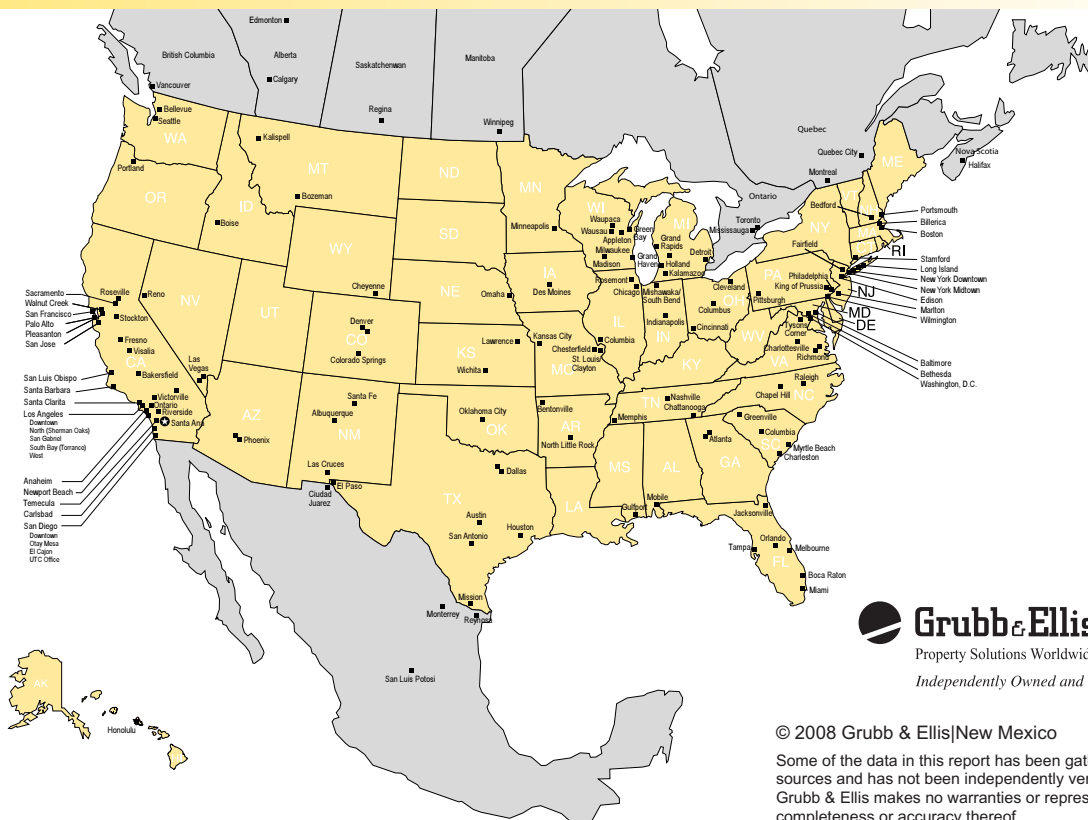 Edmonton
British Columbia
Alberta
Saskatchenwan
Manitoba
Calgary
Vancouver
Regina
Winnipeg
Quebec
Quebec City
Nova Scotia
Halifax
Montreal
Ontario
Toronto
Mississauga
Bellevue
Seattle
WA
Kalispell
Portland
OR
ID
Boise
MT
Bozeman
ND
SD
MN
Minneapolis
WI
Waupaca
Wausau
Green
Bay
Appleton
Milwaukee
Madison
MI
Grand
Rapids
Grand
Haven
Holland
Kalamazoo
Detroit
ME
VT
NH
Bedford
NY
MA
CT
RI
Fairfield
Portsmouth
Billerica
Boston
Stamford
Long Island
New York Downtown
New York Midtown
Edison
Marlton
Wilmington
Baltimore
Bethesda
Washington, D.C.
WY
Cheyenne
NE
Omaha
IA
Des Moines
Rosemont
Chicago
Mishawaka/
South Bend
Cleveland
OH
Columbus
PA
Philadelphia
King of Prussia
Pittsburgh
NJ
MD
DE
Sacramento
Walnut Creek
San Francisco
Palo Alto
Pleasanton
San Jose
Roseville
Reno
Stockton
Fresno
Visalia
CA
Bakersfield
NV
Las
Vegas
UT
Denver
CO
Colorado Springs
KS
Lawrence
Wichita
Kansas City
MO
Chesterfield
Columbia
St. Louis/
Clayton
IL
IN
Indianapolis
Cincinnati
KY
WV
Tysons
Corner
Charlottesville
Richmond
VA
San Luis Obispo
Santa Barbara
Santa Clarita
Los Angeles
Downtown
North (Sherman Oaks)
San Gabriel
South Bay (Torrance)
West
Victorville
Ontario
Riverside
Santa Ana
Anaheim
Newport Beach
Temecula
Carlsbad
San Diego
Downtown
Otay Mesa
El Cajon
UTC Office
AZ
Phoenix
Santa Fe
Albuquerque
NM
Las Cruces
El Paso
Ciudad
Juarez
Oklahoma City
OK
Bentonville
AR
North Little Rock
TN
Nashville
Chattanooga
Memphis
Raleigh
Chapel Hill
NC
Greenville
Columbia
SC
Myrtle Beach
Charleston
Atlanta
GA
AL
MS
LA
Gulfport
Mobile
Dallas
TX
Austin
San Antonio
Houston
Mission
Reynosa
Monterrey
San Luis Potosi
Jacksonville
Orlando
Tampa
Melbourne
FL
Boca Raton
Miami
AK
Honolulu
HI
Grubb&Ellis
Property Solutions Worldwid
Independently Owned and
© 2008 Grubb & Ellis|New Mexico
Some of the data in this report has been gat
sources and has not been independently ver
Grubb & Ellis makes no warranties or repres
completeness or accuracy thereof